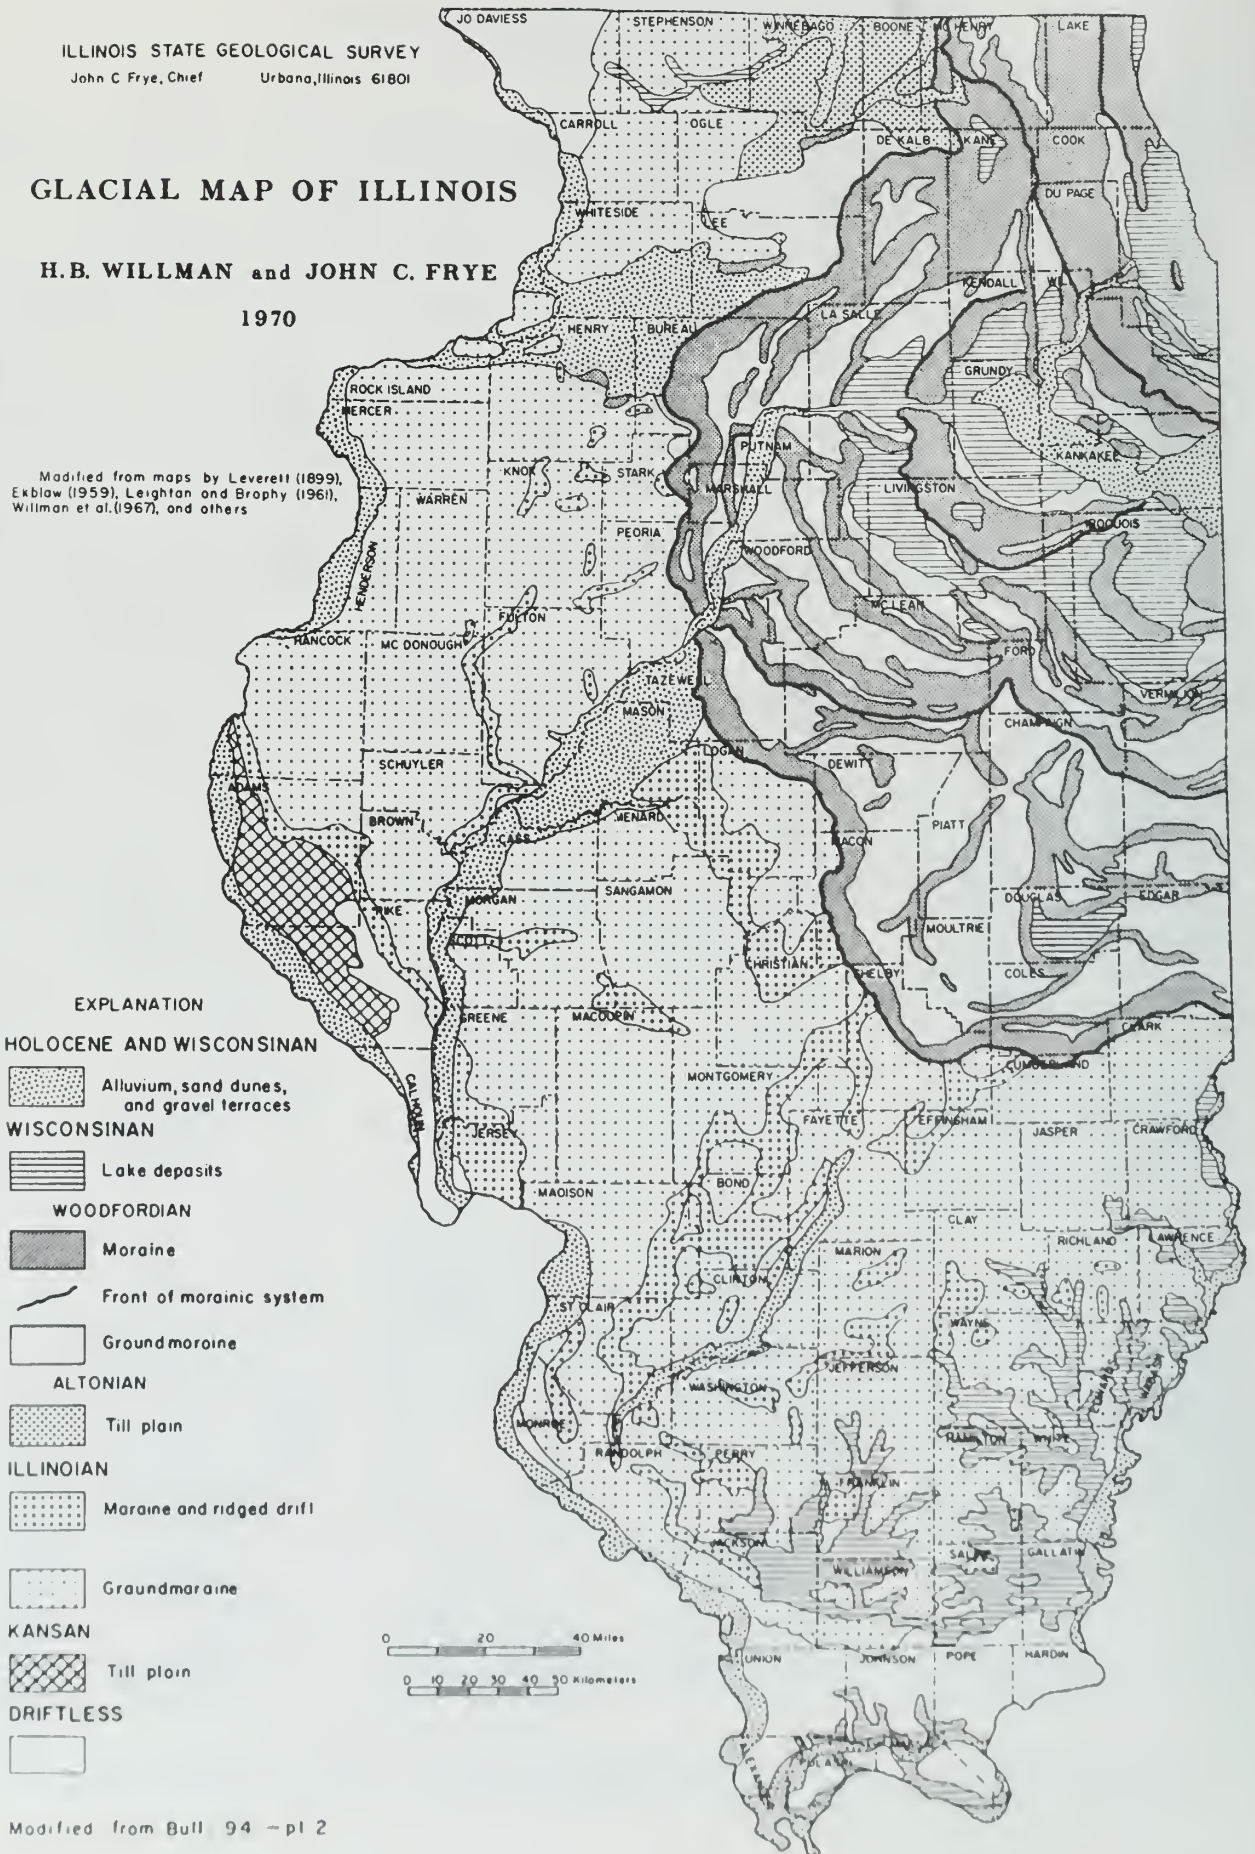 ILLINOIS STATE GEOLOGICAL SURVEY
John C Frye, Chief Urbana, Illinois 61801
GLACIAL MAP OF ILLINOIS
H.B. WILLMAN and JOHN C. FRYE
1970
Modified from maps by Leverett (1899),
Ekblaw (1959), Leighton and Brophy (1961),
Willman et al. (1967), and others
JO DAVIESS
STEPHENSON
WINNEBAGO
BOONE
MC HENRY
LAKE
CARROLL
OGLE
DE KALB
KANE
COOK
DU PAGE
WHITESIDE
LEE
KENDALL
WILL
HENRY
BUREAU
LA SALLE
GRUNDY
ROCK ISLAND
MERCER
PUTNAM
KANKAKEE
KNOX
STARK
MARSHALL
LIVINGSTON
WARREN
PEORIA
IROQUOIS
HENDERSON
WOODFORD
MC LEAN
FULTON
HANCOCK
MC DONOUGH
FORD
TAZEWELL
MASON
VERMILION
CHAMPAIGN
LOGAN
SCHUYLER
DEWITT
ADAMS
BROWN
MENARD
CASS
PIATT
MACON
SANGAMON
DOUGLAS
EDGAR
PIKE
MORGAN
MOULTRIE
SCOTT
CHRISTIAN
SHELBY
COLES
GREENE
MACOUPIN
CLARK
CUMBERLAND
MONTGOMERY
CALHOUN
JERSEY
FAYETTE
EFFINGHAM
JASPER
CRAWFORD
BOND
MADISON
CLAY
RICHLAND
LAWRENCE
MARION
CLINTON
ST CLAIR
WAYNE
JEFFERSON
WASHINGTON
EDWARDS
WABASH
MONROE
HAMILTON
WHITE
RANDOLPH
PERRY
FRANKLIN
JACKSON
SALINE
GALLATIN
WILLIAMSON
UNION
JOHNSON
POPE
HARDIN
ALEXANDER
PULASKI
EXPLANATION
HOLOCENE AND WISCONSINAN
Alluvium, sand dunes,
and gravel terraces
WISCONSINAN
Lake deposits
WOODFORDIAN
Moraine
Front of morainic system
Groundmoraine
ALTONIAN
Till plain
ILLINOIAN
Moraine and ridged drift
Groundmoraine
KANSAN
Till plain
DRIFTLESS
0 20 40 Miles
0 10 20 30 40 50 Kilometers
Modified from Bull 94 - pl 2